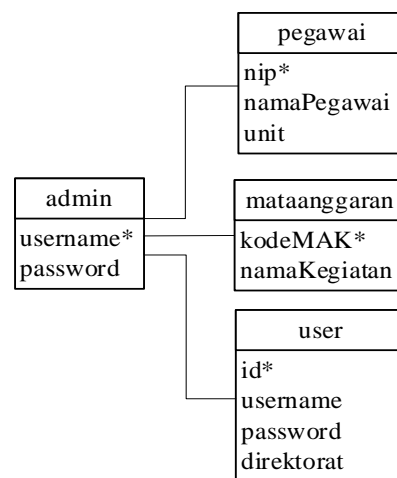 pegawai
nip*
namaPegawai
unit
admin
username*
password
mataanggaran
kodeMAK*
namaKegiatan
user
id*
username
password
direktorat